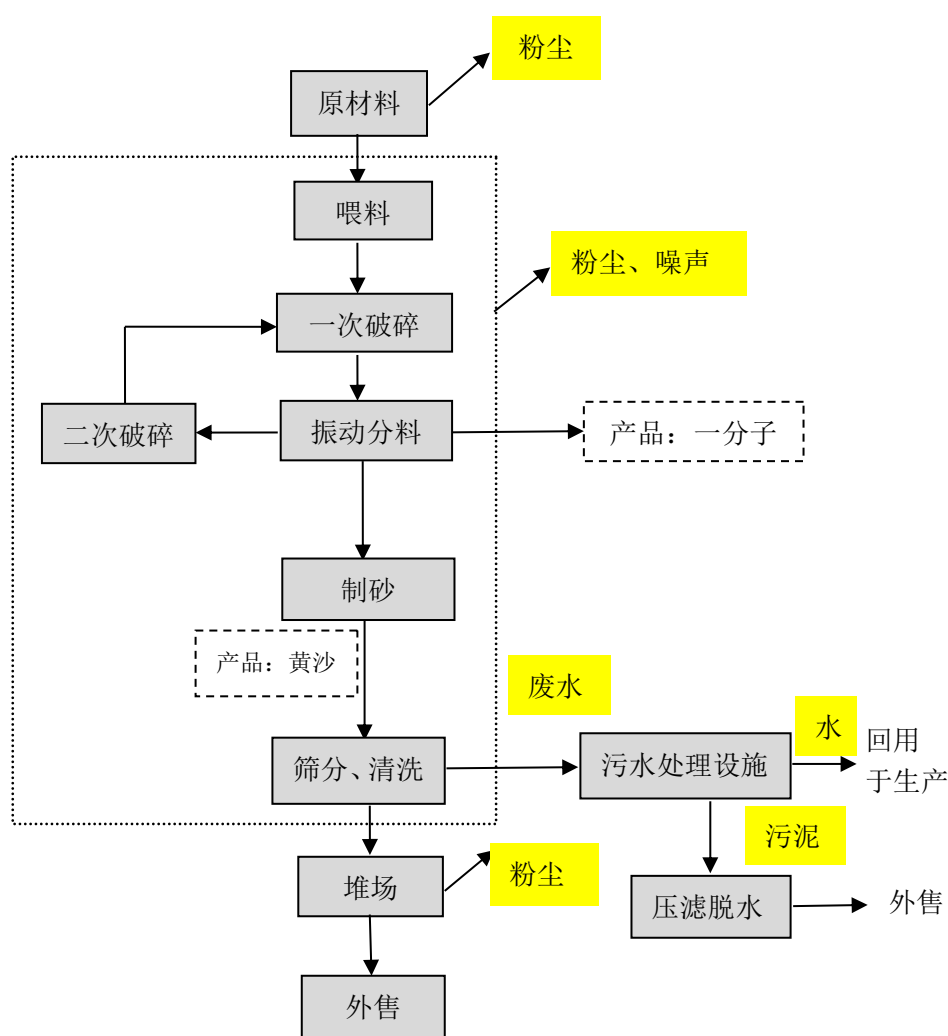 粉尘
原材料
喂料
粉尘、噪声
一次破碎
二次破碎
振动分料
产品：一分子
制砂
产品：黄沙
废水
水
回用
于生产
筛分、清洗
污水处理设施
污泥
堆场
粉尘
压滤脱水
外售
外售